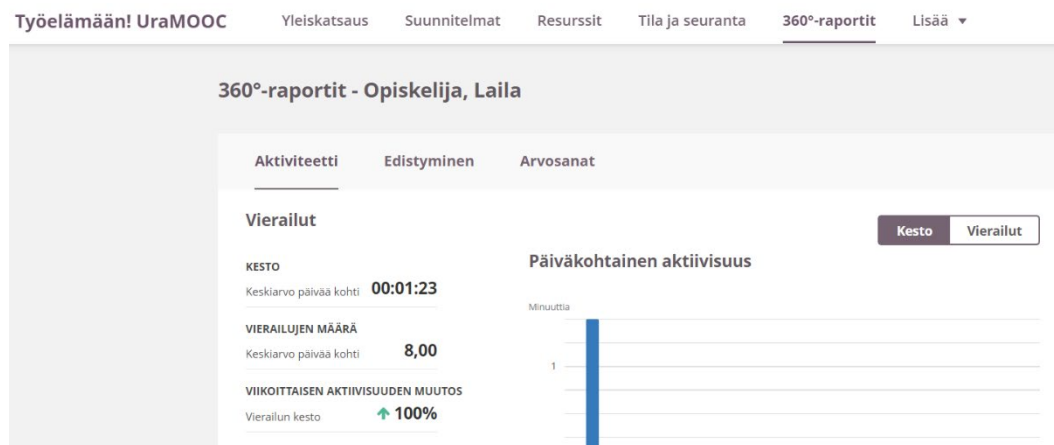 Työelämään! UraMOOC Yleiskatsaus Suunnitelmat Resurssit Tila ja seuranta 360°-raportit Lisää
360°-raportit - Opiskelija, Laila
Aktiviteetti Edistyminen Arvosanat
Vierailut
Kesto Vierailut
KESTO
Keskiarvo päivää kohti 00:01:23
VIERAILUJEN MÄÄRÄ
Keskiarvo päivää kohti 8,00
VIIKOITTAISEN AKTIIVISUUDEN MUUTOS
Vierailun kesto 100%
Päiväkohtainen aktiivisuus
Minuuttia
1